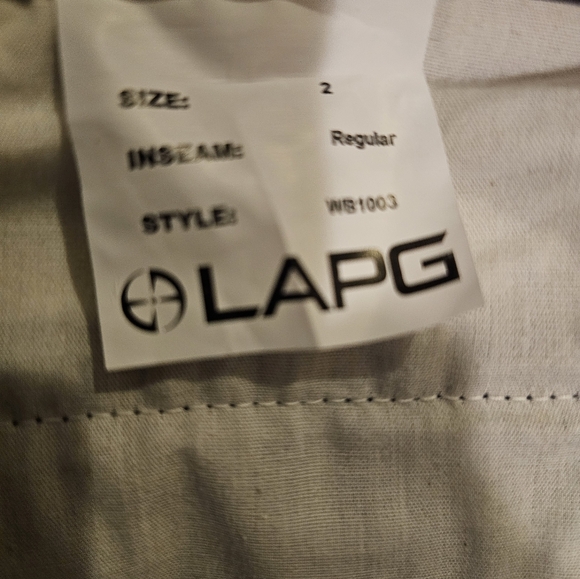 SIZE: 2
INSEAM: Regular
STYLE: WB1003
LAPG